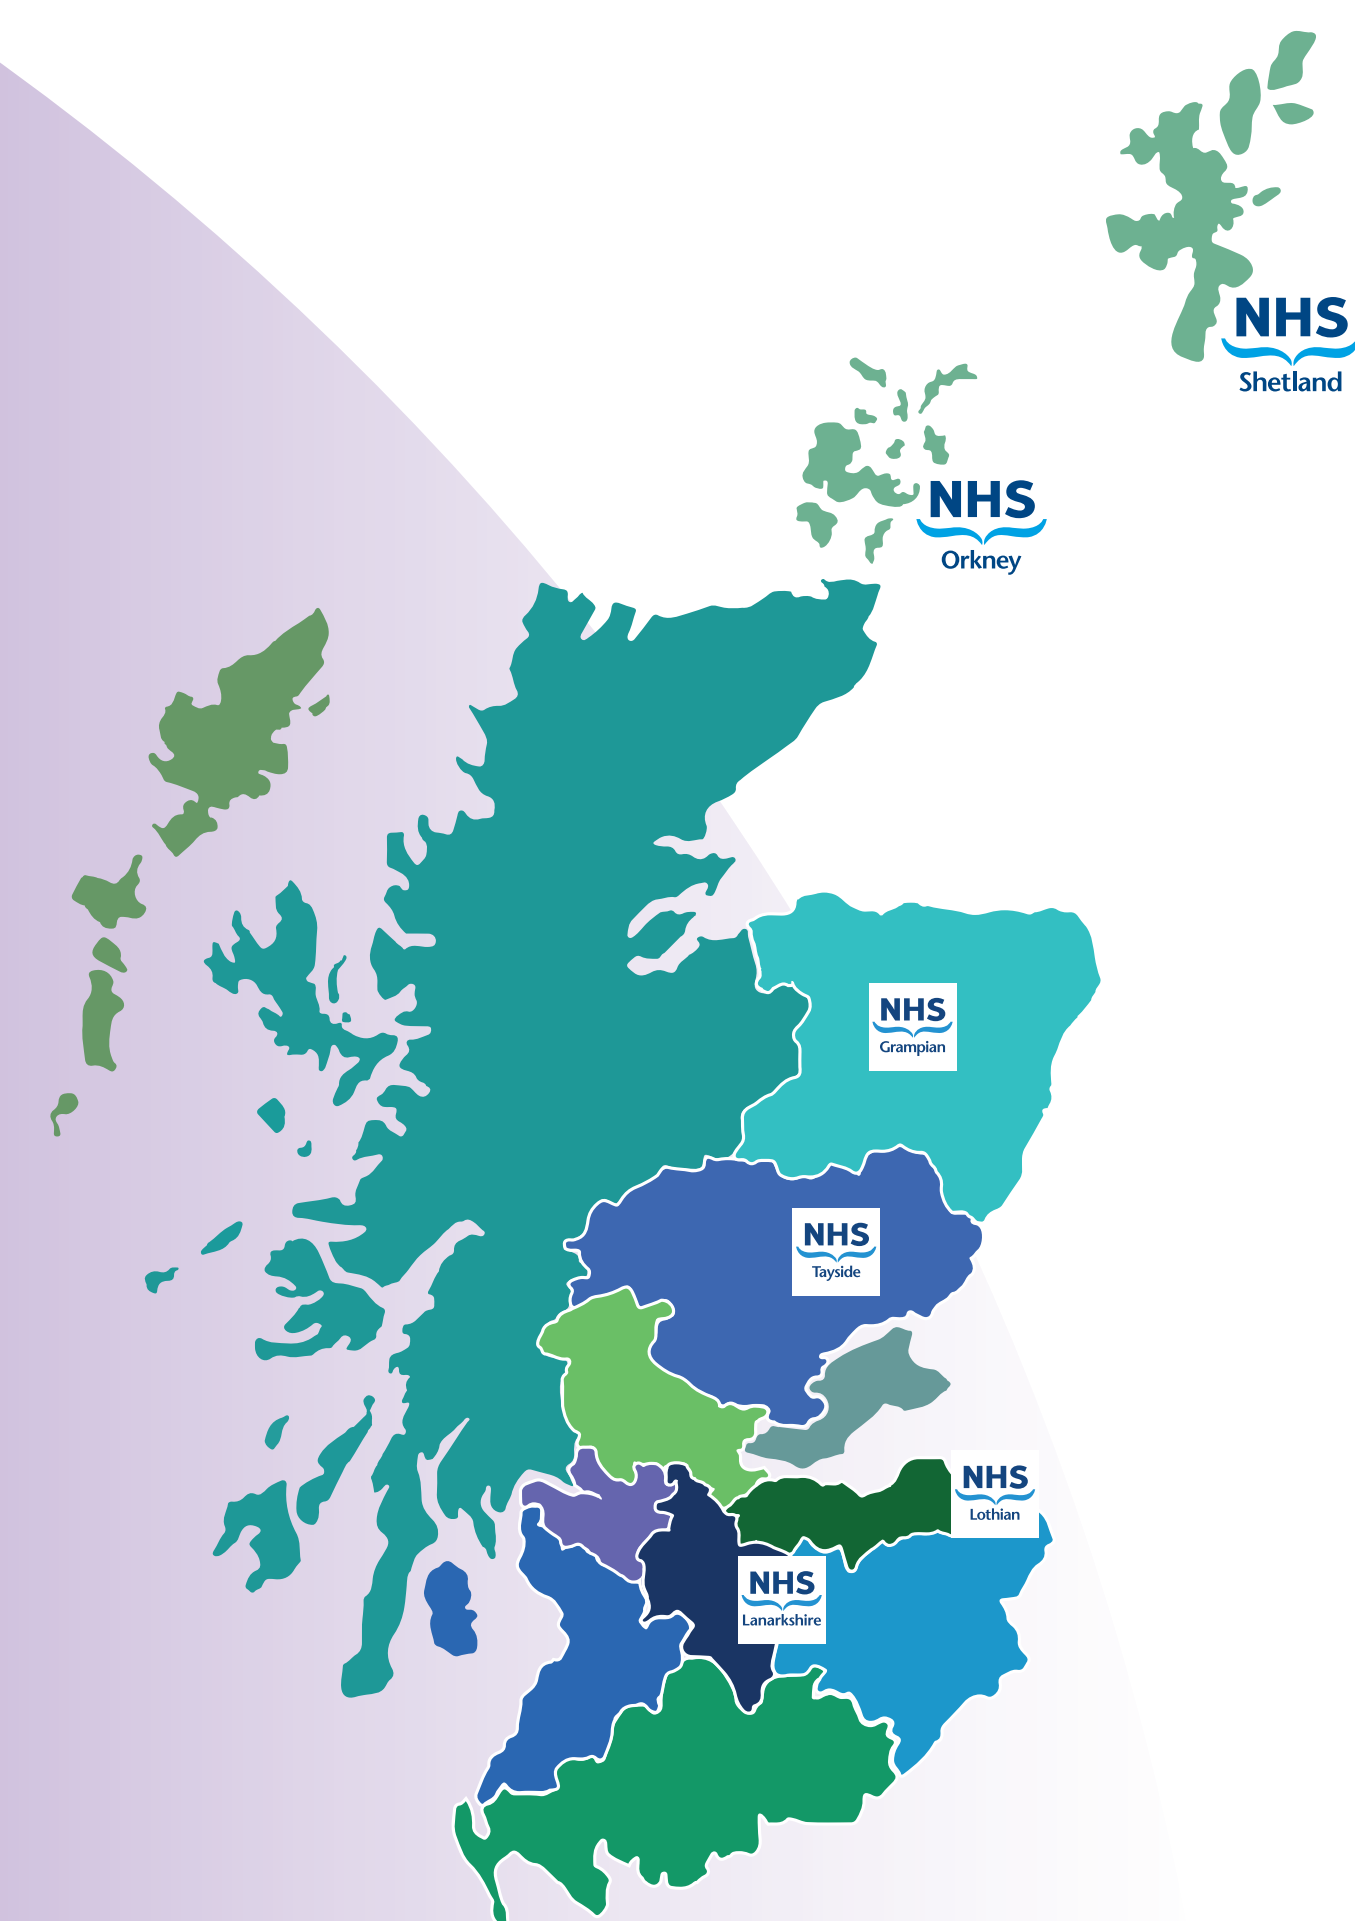 NHS
Shetland
NHS
Orkney
NHS
Grampian
NHS
Tayside
NHS
Lothian
NHS
Lanarkshire